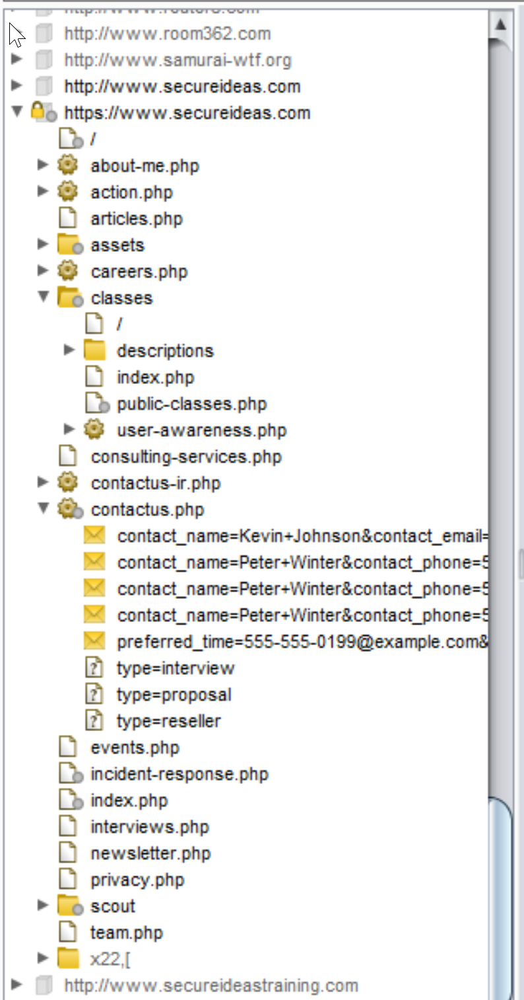 http://www.room362.com
http://www.samurai-wtf.org
http://www.secureideas.com
https://www.secureideas.com
/
about-me.php
action.php
articles.php
assets
careers.php
classes
/
descriptions
index.php
public-classes.php
user-awareness.php
consulting-services.php
contactus-ir.php
contactus.php
contact_name=Kevin+Johnson&contact_email=
contact_name=Peter+Winter&contact_phone=5
contact_name=Peter+Winter&contact_phone=5
contact_name=Peter+Winter&contact_phone=5
preferred_time=555-555-0199@example.com&
type=interview
type=proposal
type=reseller
events.php
incident-response.php
index.php
interviews.php
newsletter.php
privacy.php
scout
team.php
x22,[
http://www.secureideastraining.com